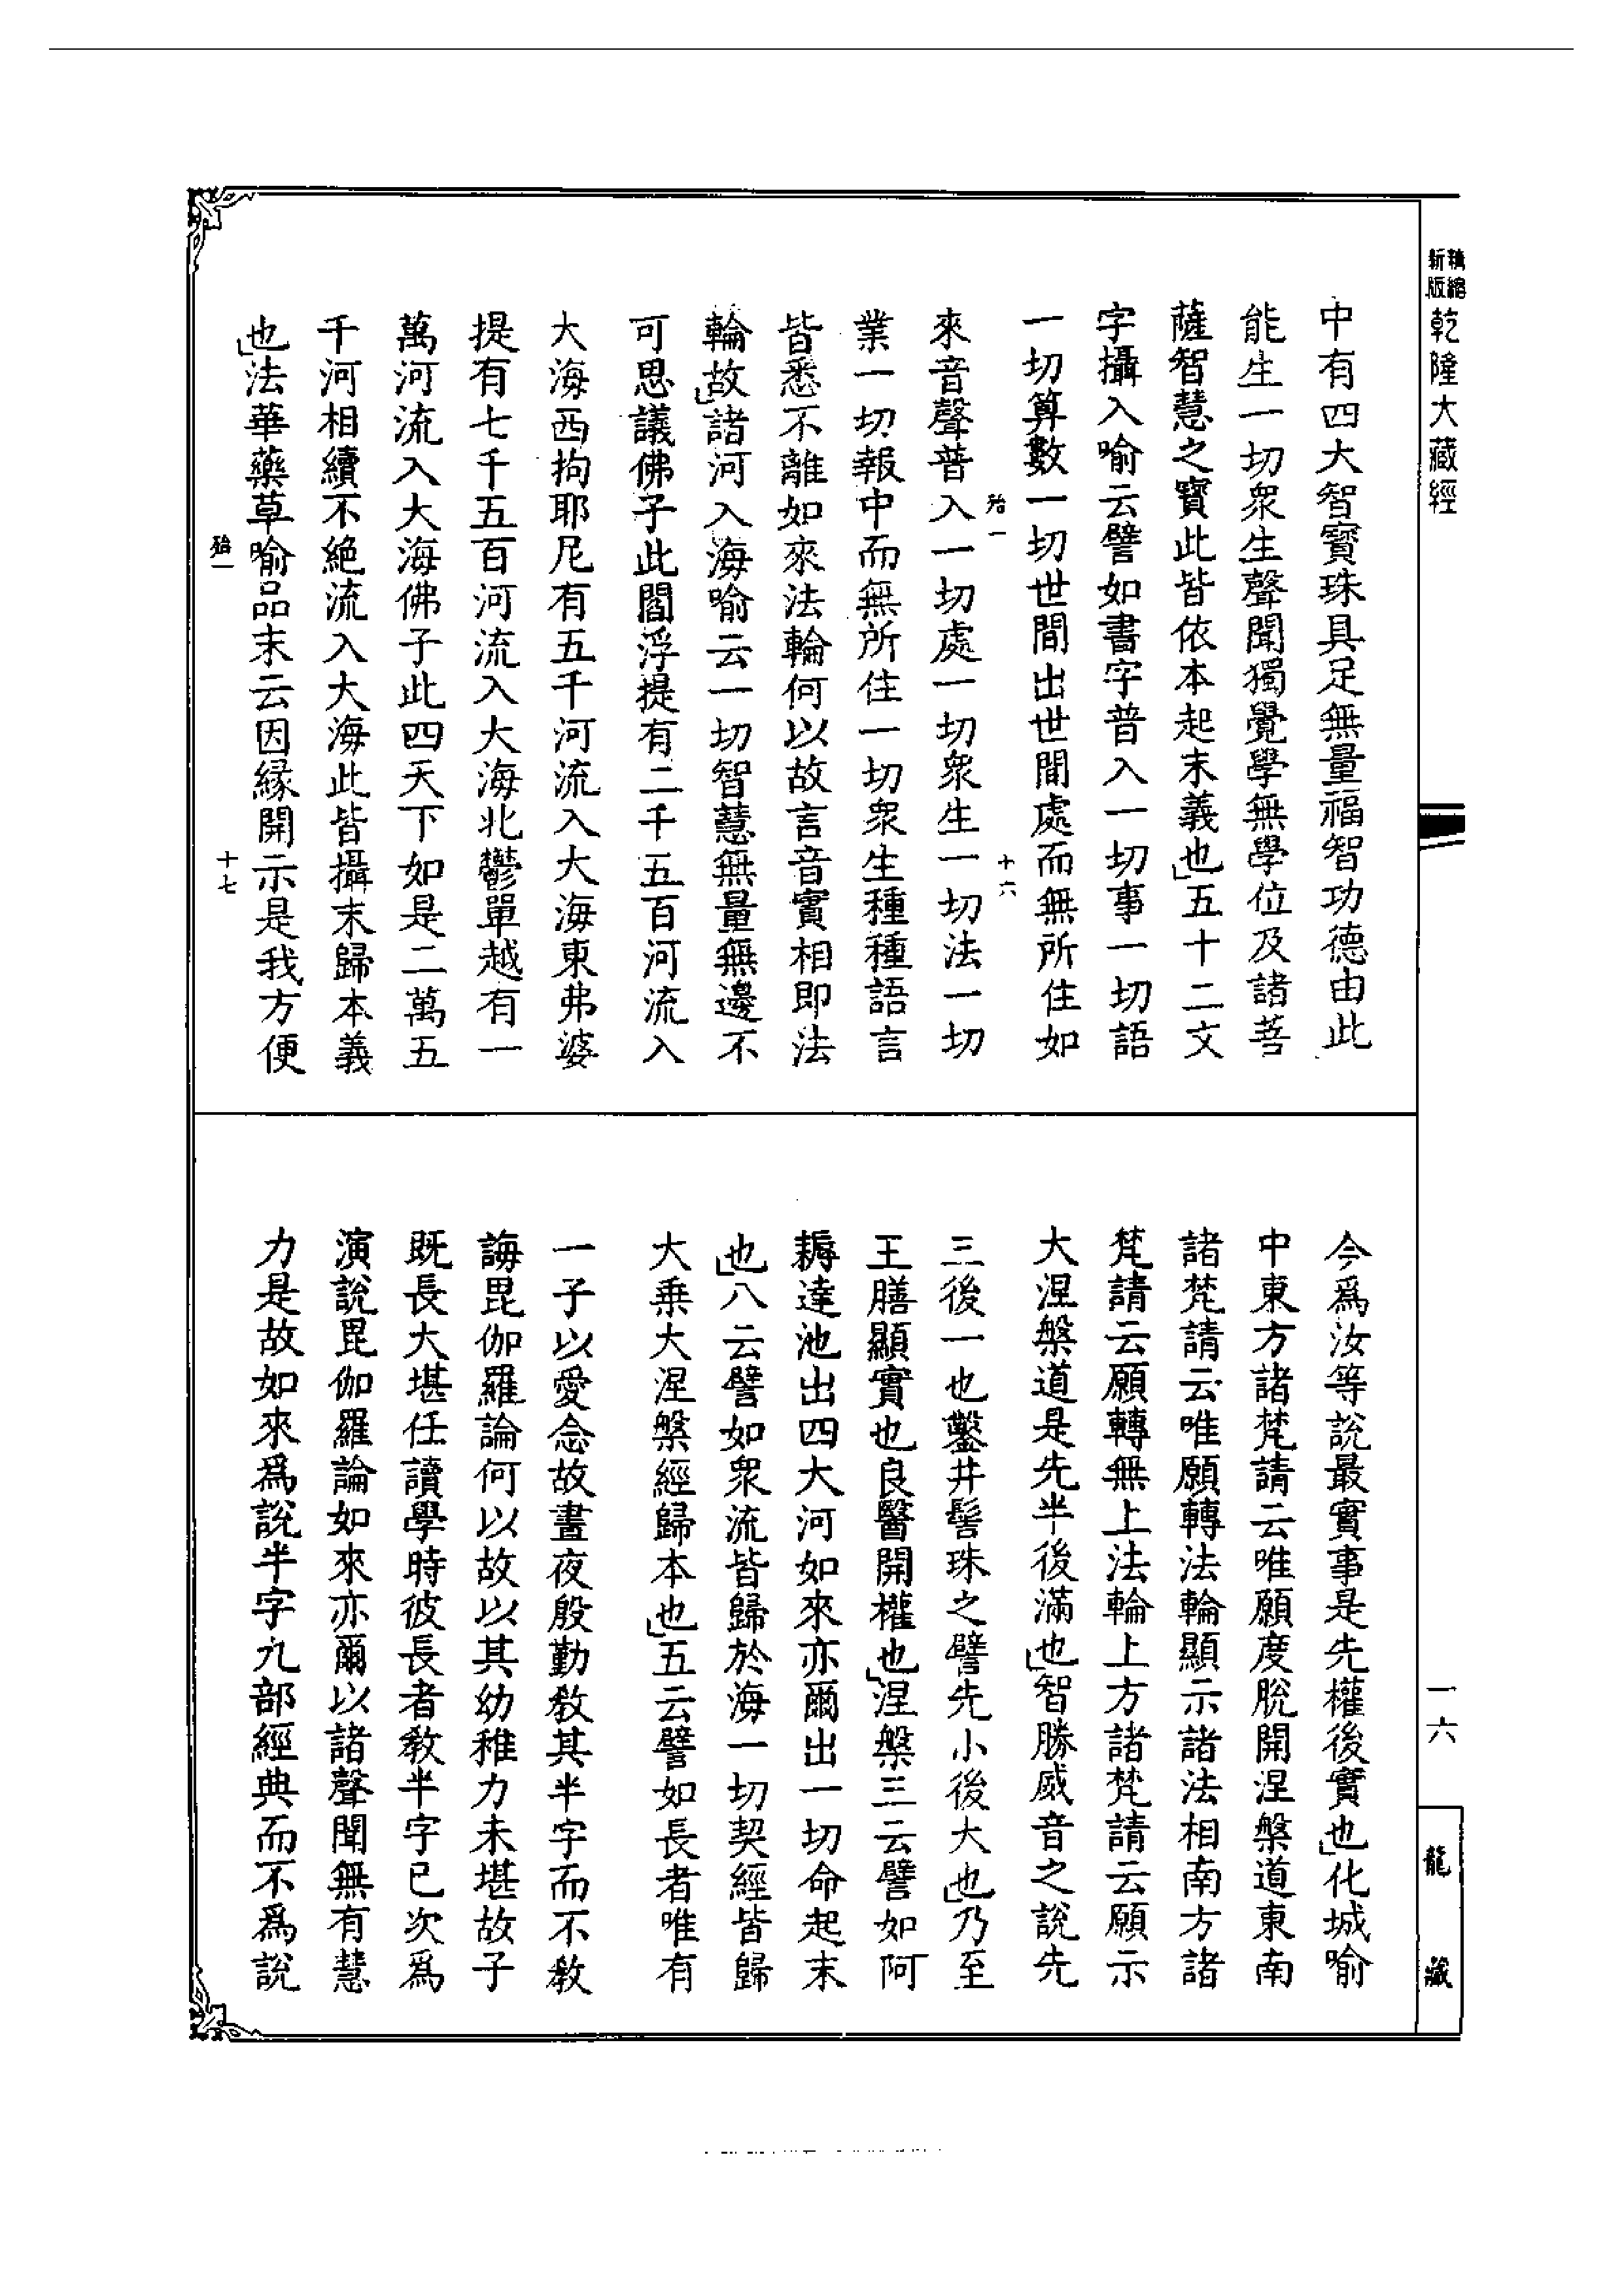 新版精縮乾隆大藏經
中有四大智寳珠具足無量福智功德由此
能生一切衆生聲聞獨覺學無學位及諸菩
薩智慧之寳此皆依本起末義也五十二文
字攝入喻云譬如書字普入一切事一切語
一切算數一切世間出世間處而無所住如
殆一
十六
來音聲普入一切處一切衆生一切法一切
業一切報中而無所住一切衆生種種語言
皆悉不離如來法輪何以故言音實相即法
輪故諸河入海喻云一切智慧無量無邊不
可思議佛子此閻浮提有二千五百河流入
大海西拘耶尼有五千河流入大海東弗婆
提有七千五百河流入大海北鬱單越有一
萬河流入大海佛子此四天下如是二萬五
千河相續不絕流入大海此皆攝末歸本義
也法華藥草喻品末云因緣開示是我方便
殆一
十七
今爲汝等說最實事是先權後實也化城喻
中東方諸梵請云唯願度脫開涅槃道東南
諸梵請云唯願轉法輪顯示諸法相南方諸
梵請云願轉無上法輪上方諸梵請云願示
大涅槃道是先半後滿也智勝威音之說先
三後一也鑿井髻珠之譬先小後大也乃至
王膳顯實也良醫開權也涅槃三云譬如阿
耨達池出四大河如來亦爾出一切命起末
也八云譬如衆流皆歸於海一切契經皆歸
大乗大涅槃經歸本也五云譬如長者唯有
一子以愛念故晝夜殷勤教其半字而不教
誨毘伽羅論何以故以其幼稚力未堪故子
既長大堪任讀學時彼長者教半字已次爲
演說毘伽羅論如來亦爾以諸聲聞無有慧
力是故如來爲說半字九部經典而不爲說
一六
龍藏